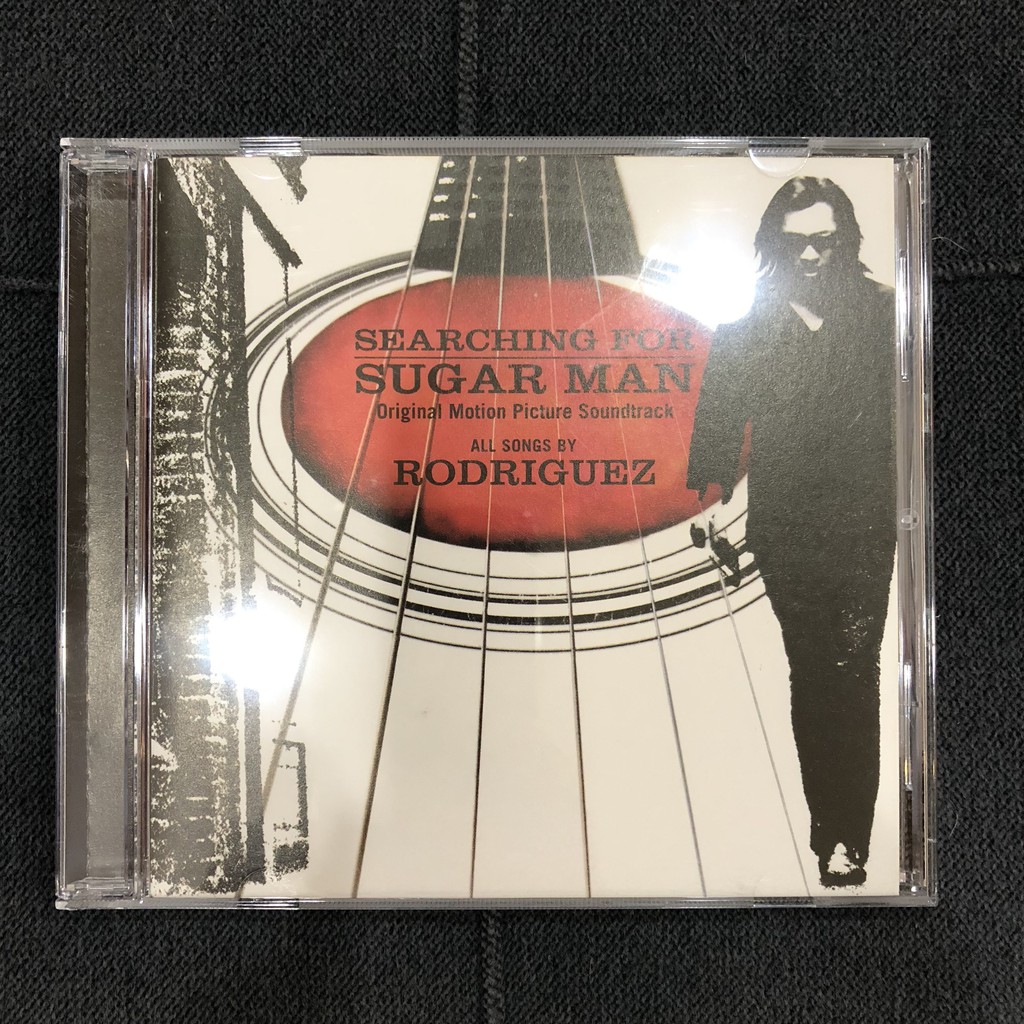 SEARCHING FOR
SUGAR MAN
Original Motion Picture Soundtrack
ALL SONGS BY
RODRIGUEZ